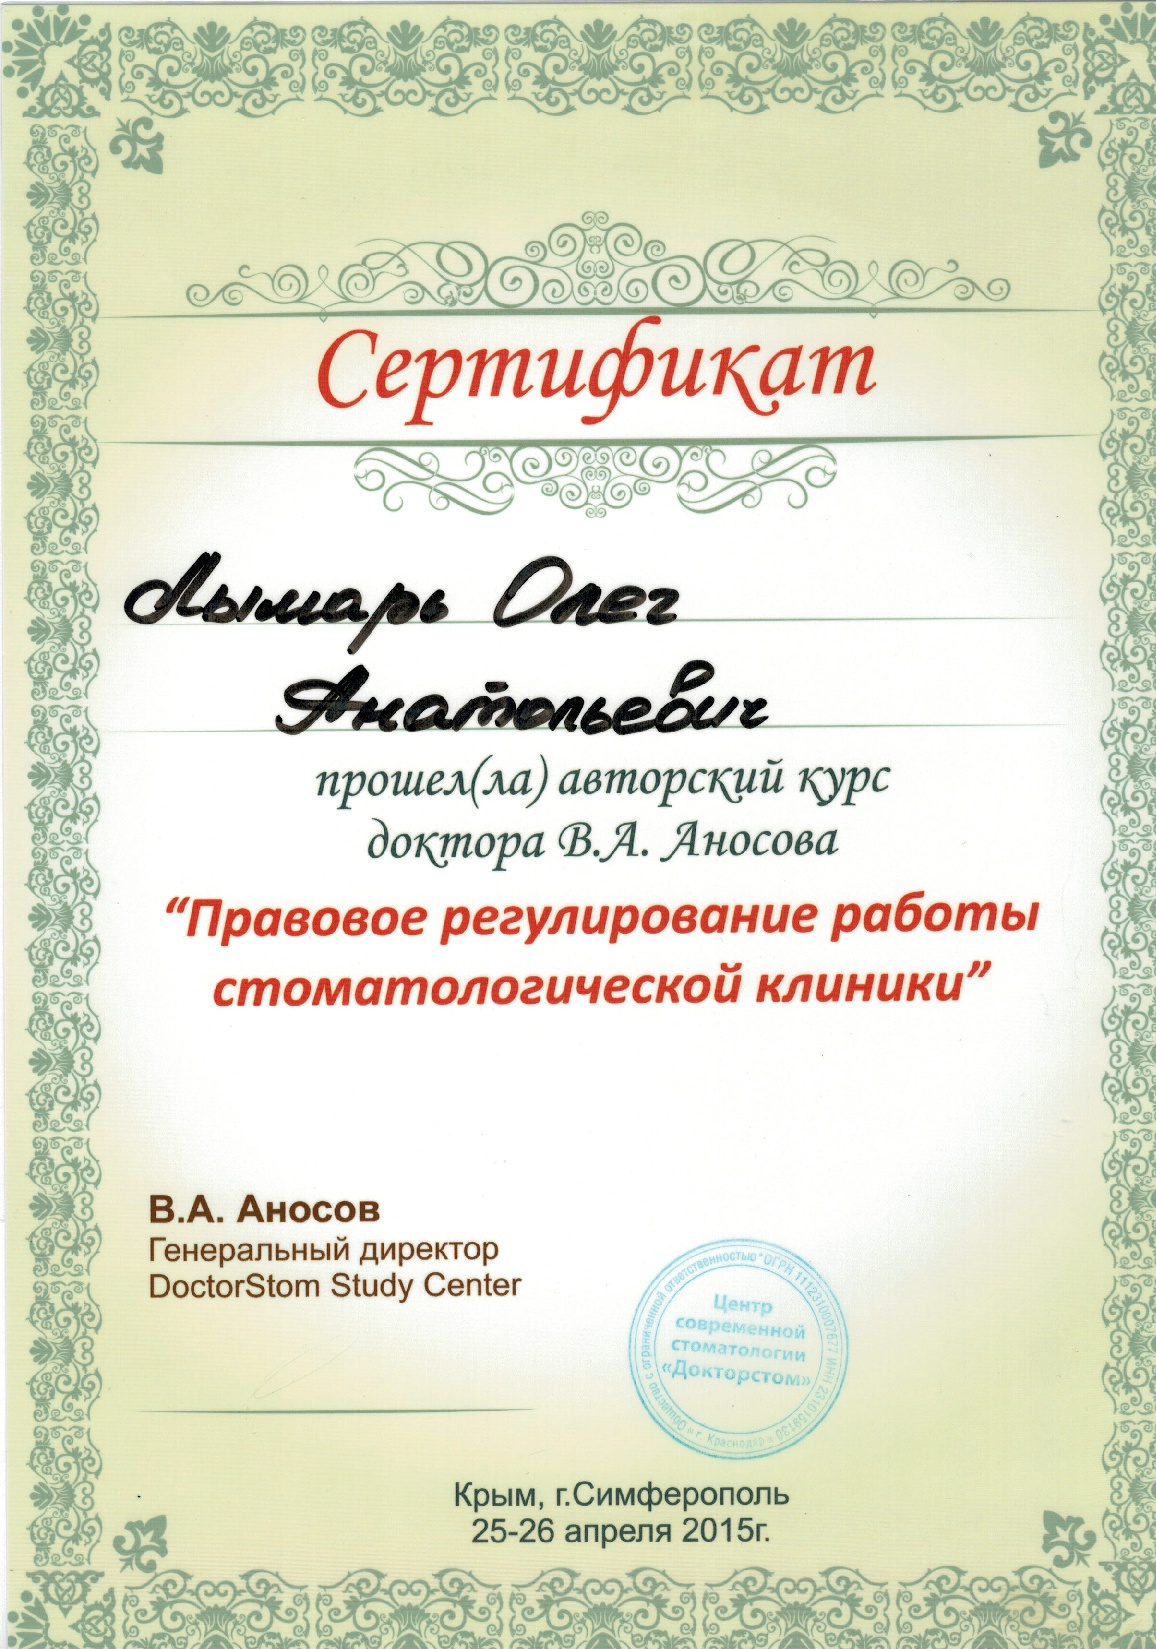 Сертификат
Лымарь Олег
Анатольевич
прошел(ла) авторский курс
доктора В.А. Аносова
“Правовое регулирование работы
стоматологической клиники”
В.А. Аносов
Генеральный директор
DoctorStom Study Center
Общество с ограниченной ответственностью" ОГРН 1112310007677 ИНН
г. Краснодар
Центр
современной
стоматологии
«Докторстом»
Крым, г.Симферополь
25-26 апреля 2015г.